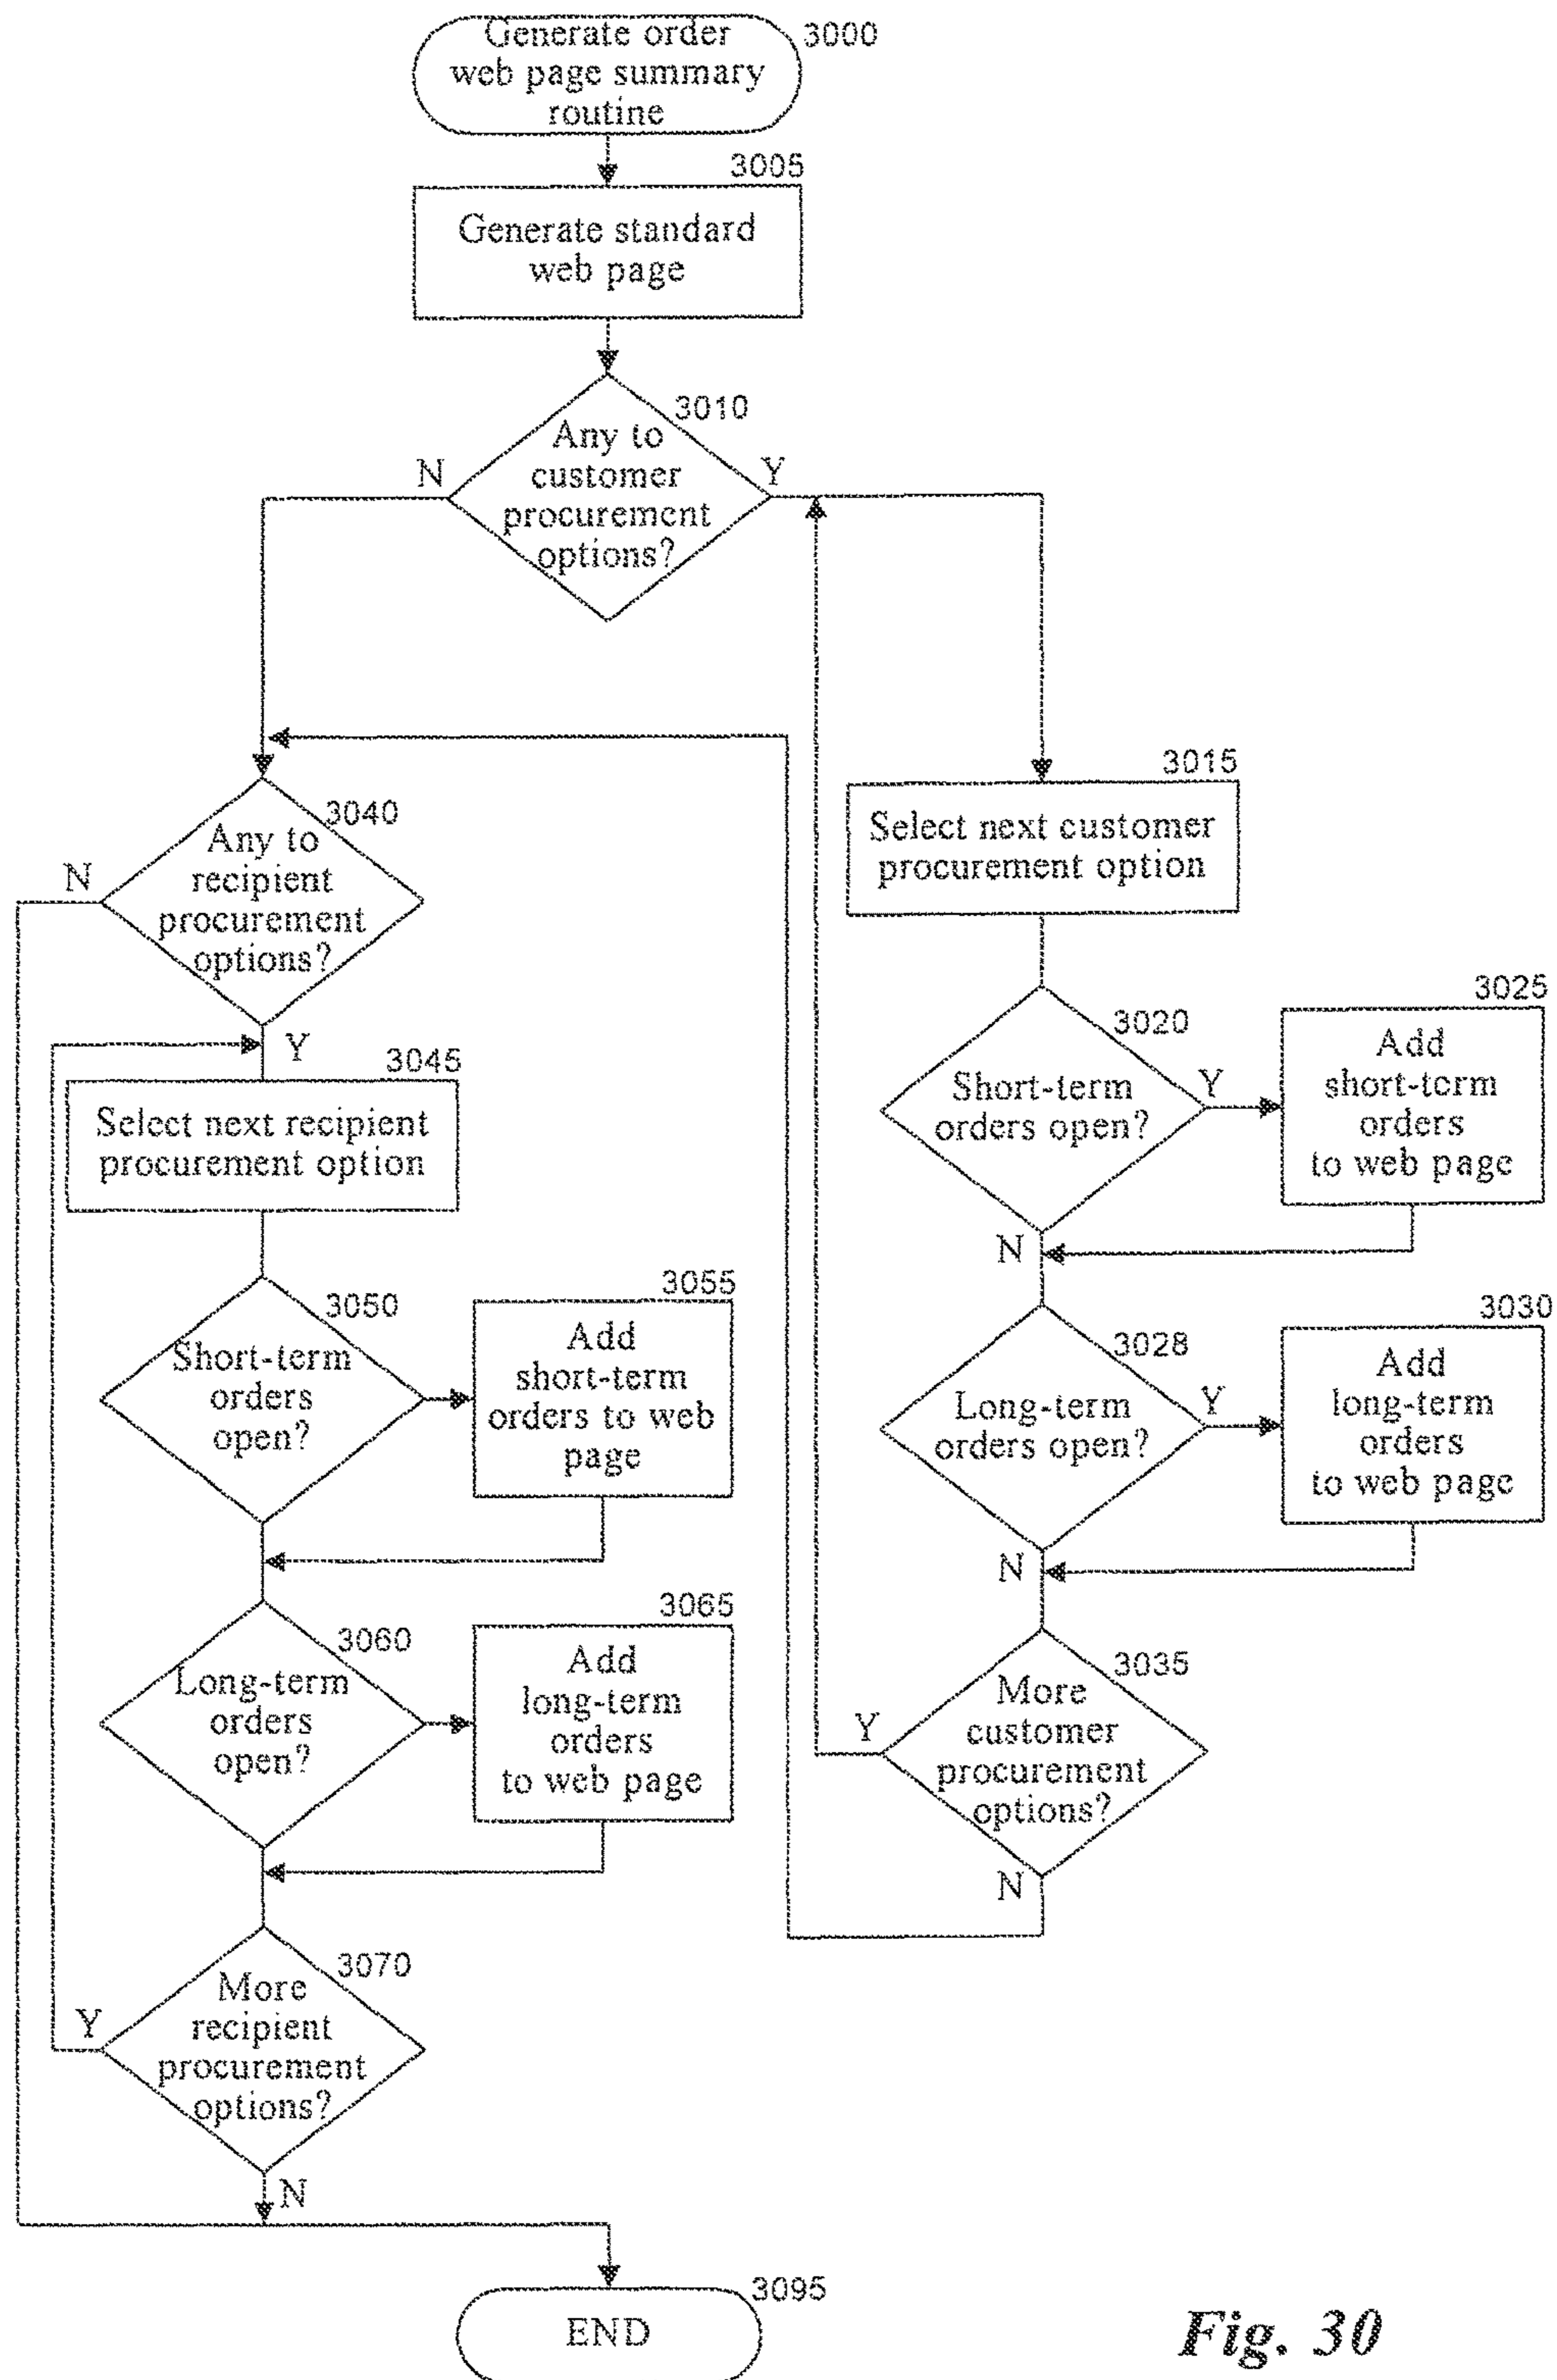 Generate order
web page summary
routine
3000
3005
Generate standard
web page
3010
Any to
customer
procurement
options?
N
Y
3015
Select next customer
procurement option
3040
Any to
recipient
procurement
options?
N
Y
3020
Short-term
orders open?
Y
N
3025
Add
short-term
orders
to web page
3045
Select next recipient
procurement option
3028
Long-term
orders open?
Y
N
3030
Add
long-term
orders
to web page
3050
Short-term
orders
open?
3055
Add
short-term
orders to web
page
3035
More
customer
procurement
options?
Y
N
3060
Long-term
orders
open?
3065
Add
long-term
orders
to web page
3070
More
recipient
procurement
options?
Y
N
3095
END
Fig. 30